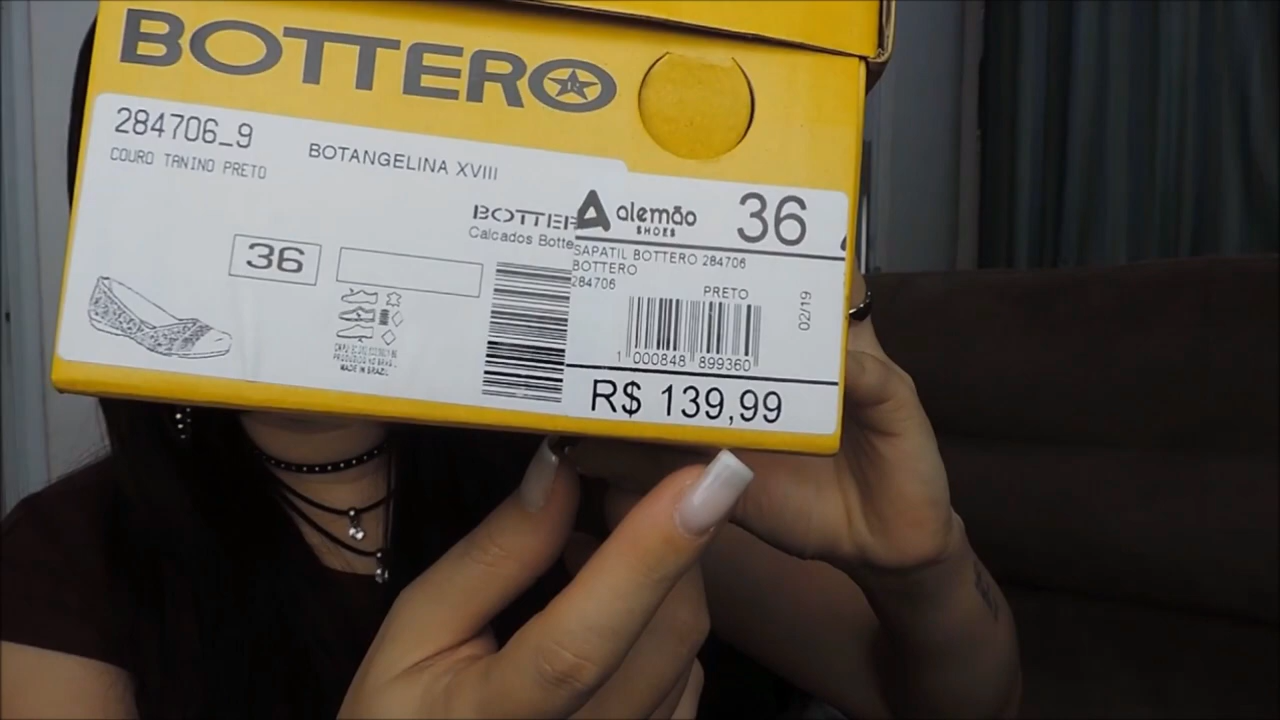 BOTTERO
284706_9
COURO TANINO PRETO
BOTANGELINA XVIII
36
BOTTER
Calcados Botte
MADE IN BRAZIL
alemão
SHOES
36
SAPATIL BOTTERO 284706
BOTTERO
284706
PRETO
02/19
1 000848 899360
R$ 139,99